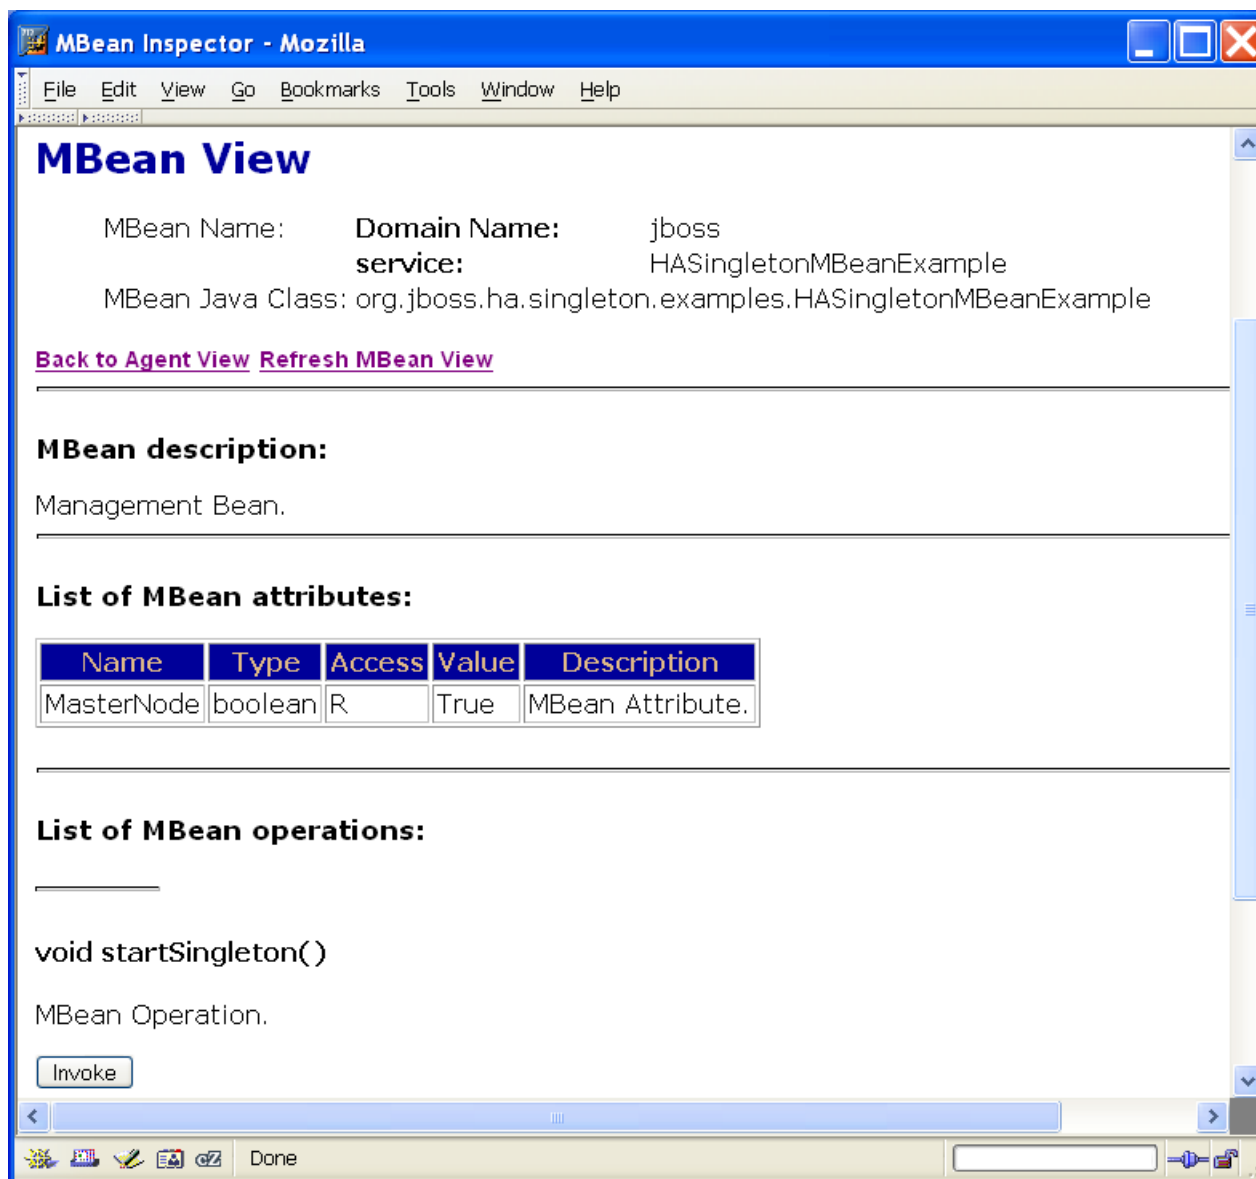 MBean Inspector - Mozilla
File Edit View Go Bookmarks Tools Window Help
MBean View
MBean Name: Domain Name: jboss
service: HASingletonMBeanExample
MBean Java Class: org.jboss.ha.singleton.examples.HASingletonMBeanExample
Back to Agent View Refresh MBean View
MBean description:
Management Bean.
List of MBean attributes:
Name Type Access Value Description
MasterNode boolean R True MBean Attribute.
List of MBean operations:
void startSingleton()
MBean Operation.
Invoke
Done